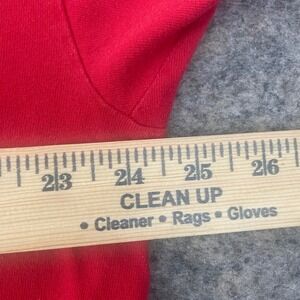 23 24 25 26
CLEAN UP
• Cleaner • Rags • Gloves